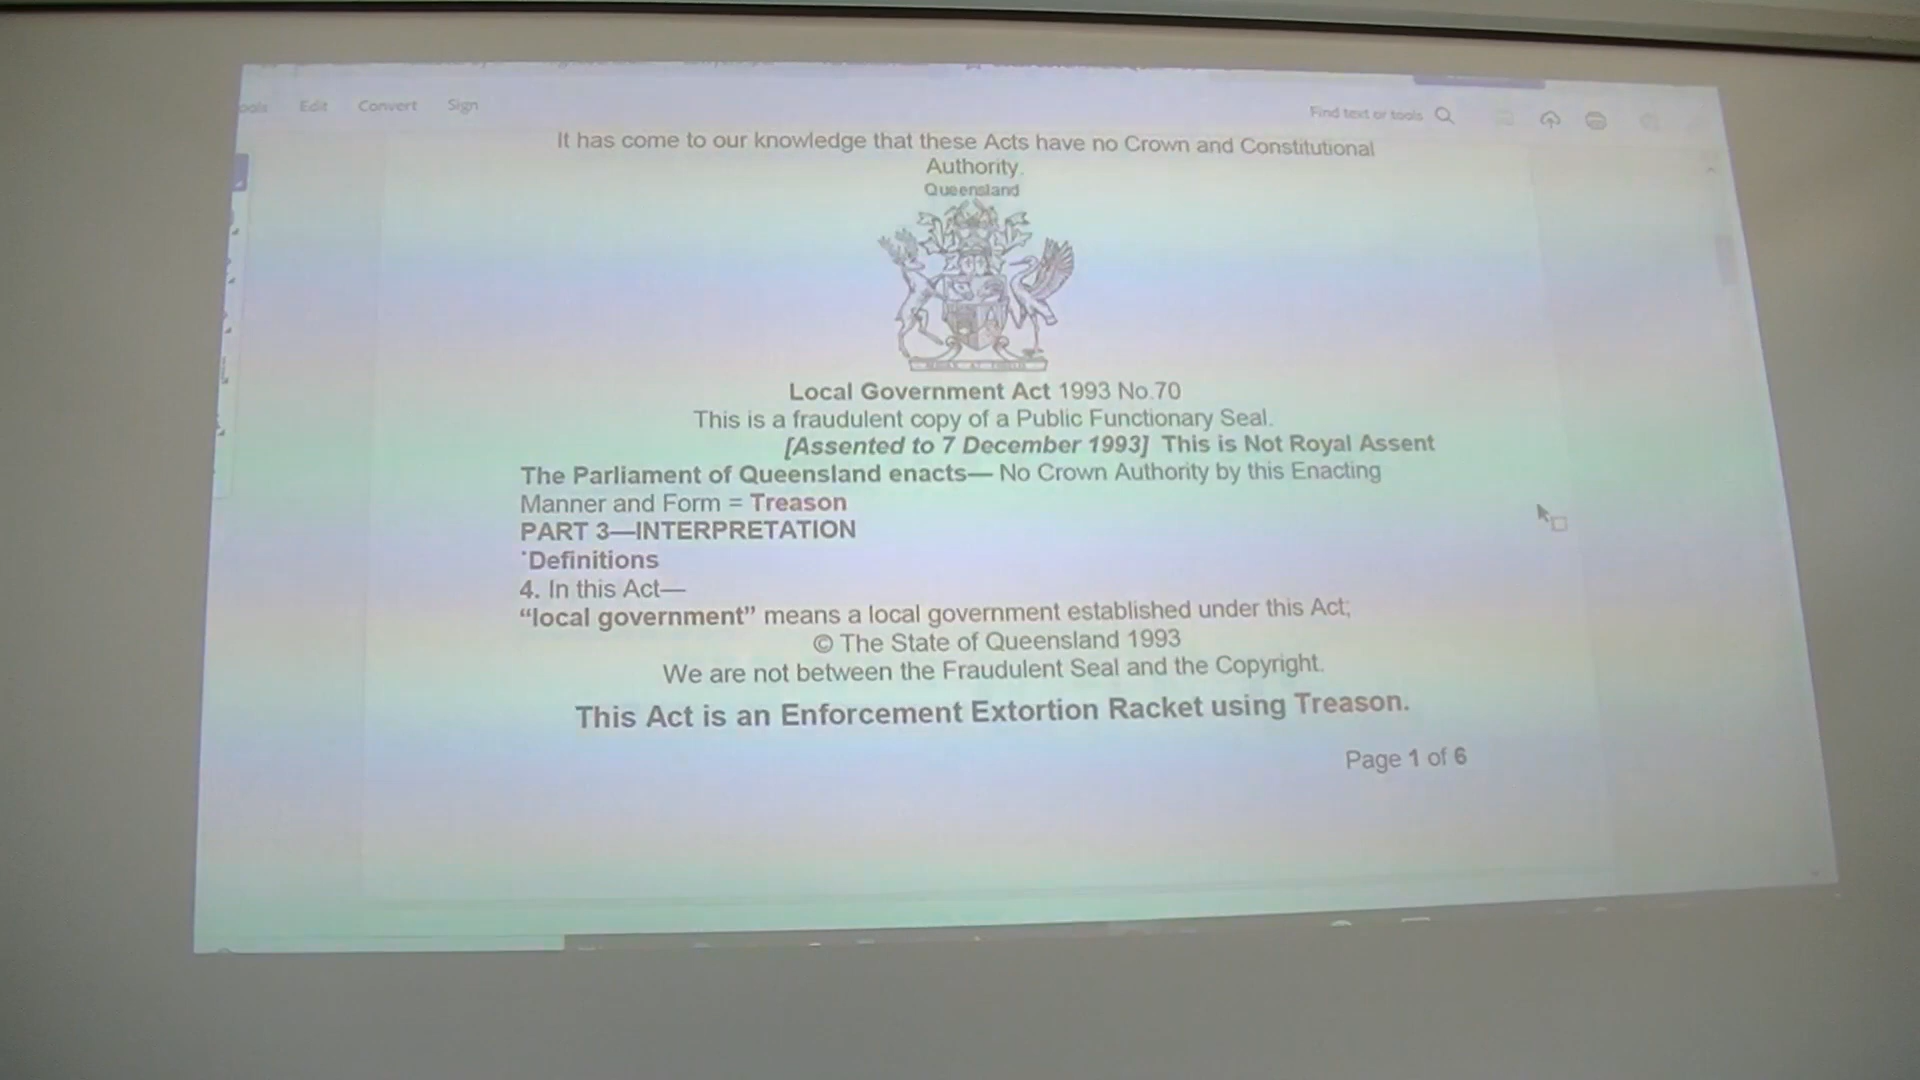 Edit Convert Sign
Find text or tools
It has come to our knowledge that these Acts have no Crown and Constitutional
Authority.
Queensland
Local Government Act 1993 No.70
This is a fraudulent copy of a Public Functionary Seal.
[Assented to 7 December 1993] This is Not Royal Assent
The Parliament of Queensland enacts— No Crown Authority by this Enacting
Manner and Form = Treason
PART 3—INTERPRETATION
˙Definitions
4. In this Act—
“local government” means a local government established under this Act;
© The State of Queensland 1993
We are not between the Fraudulent Seal and the Copyright.
This Act is an Enforcement Extortion Racket using Treason.
Page 1 of 6